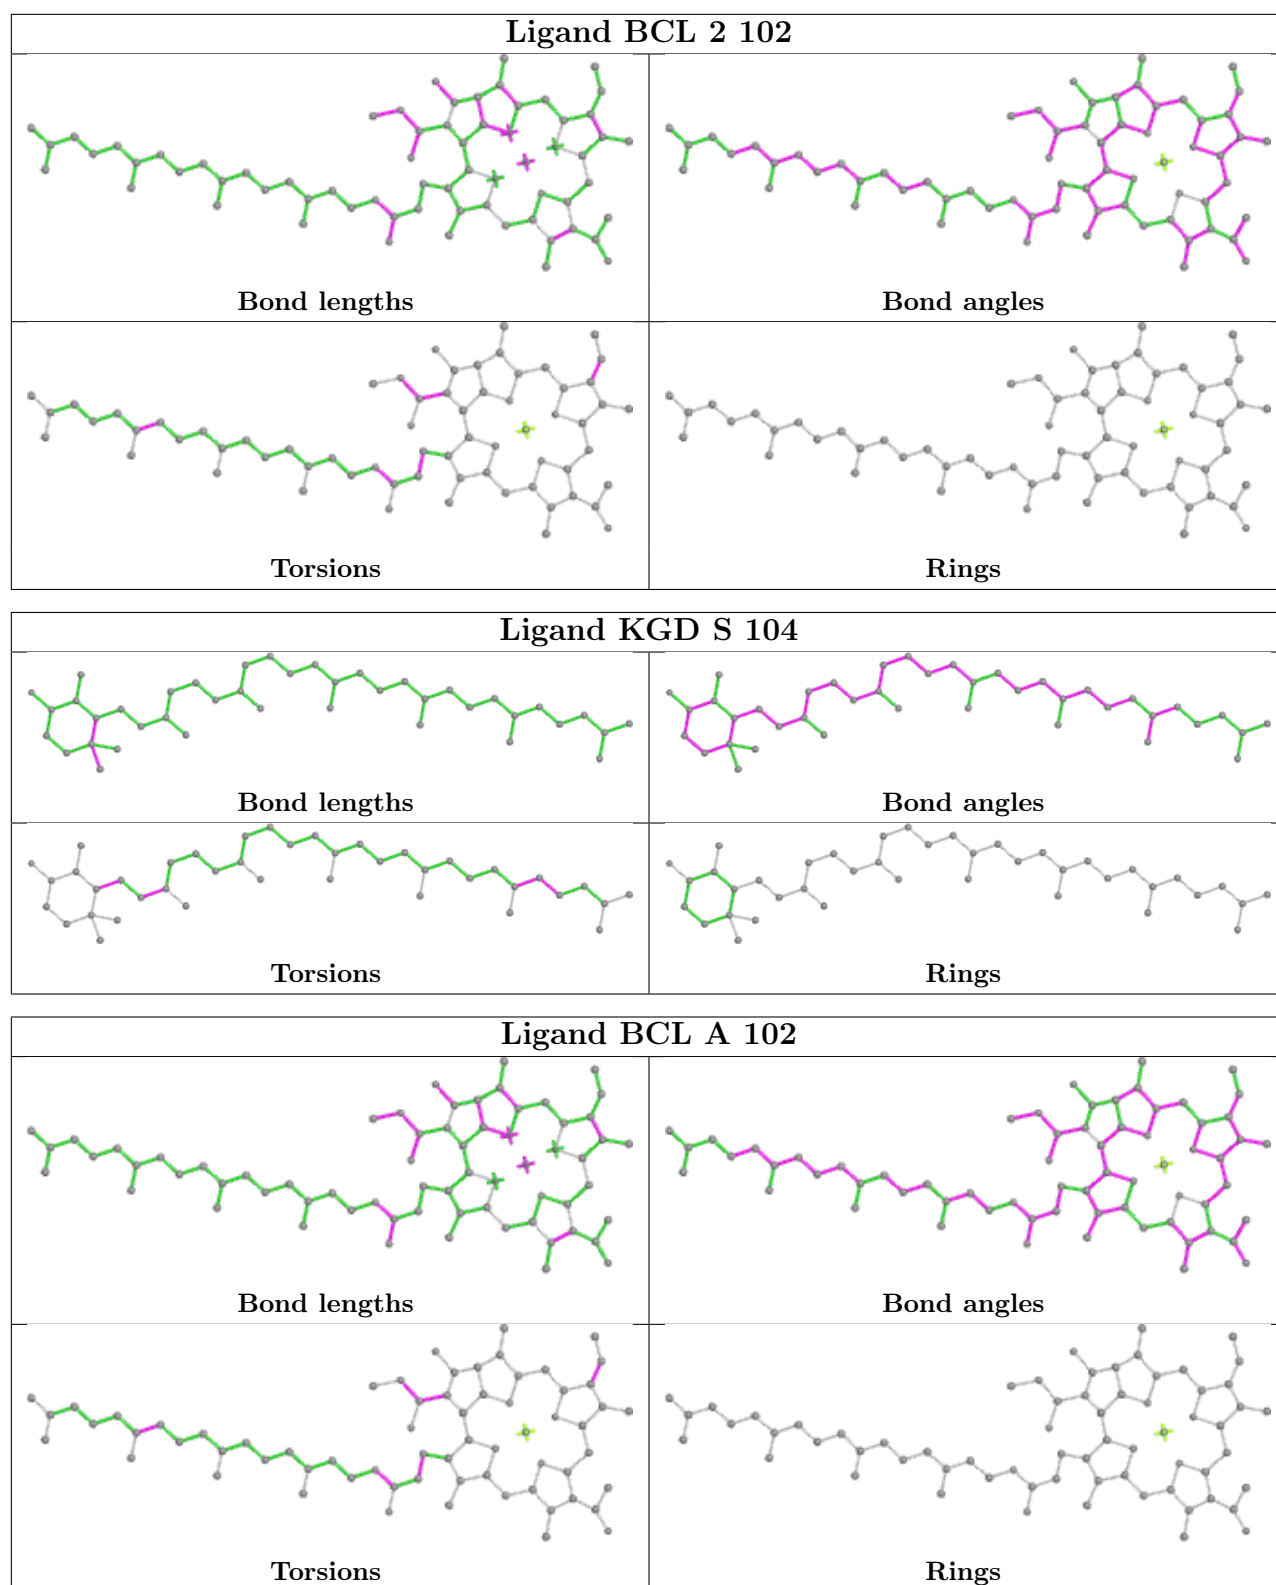 Ligand BCL 2 102
Bond lengths
Bond angles
Torsions
Rings
Ligand KGD S 104
Bond lengths
Bond angles
Torsions
Rings
Ligand BCL A 102
Bond lengths
Bond angles
Torsions
Rings